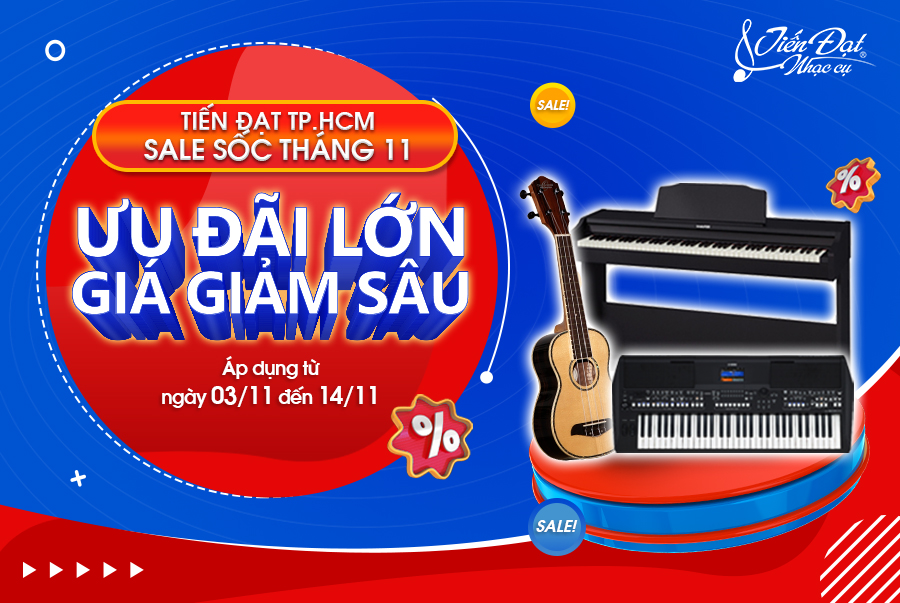 Tiến Đạt®
Nhạc cụ
SALE!
TIẾN ĐẠT TP.HCM
SALE SỐC THÁNG 11
%
ƯU ĐÃI LỚN
GIÁ GIẢM SÂU
Áp dụng từ
ngày 03/11 đến 14/11
%
SALE!